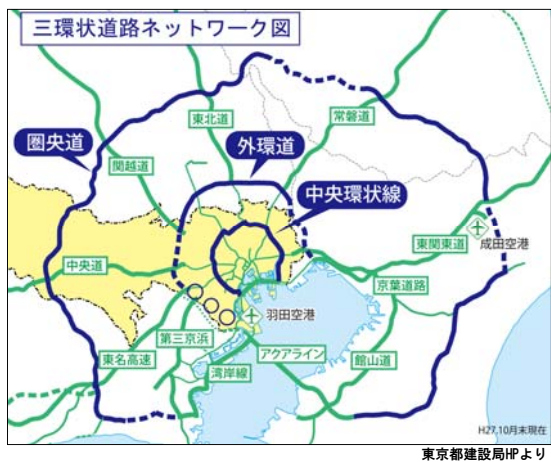 三環状道路ネットワーク図
東北道
常磐道
圏央道
外環道
関越道
中央環状線
東関東道
成田空港
中央道
京葉道路
羽田空港
第三京浜
アクアライン
東名高速
館山道
湾岸線
H27,10月末現在
東京都建設局HPより